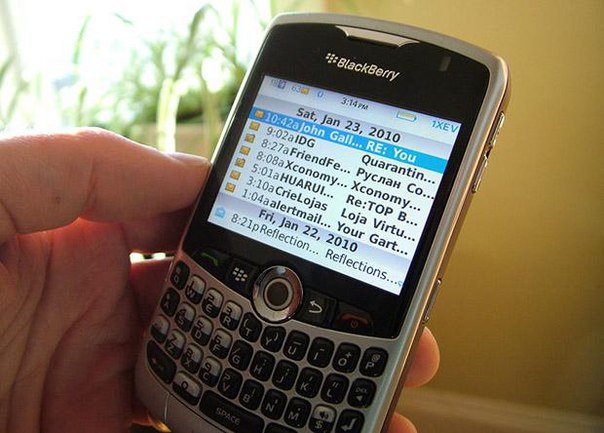 BlackBerry
3:14 PM
1XEV
Sat, Jan 23, 2010
10:42a John Gall... RE: You
9:02a IDG Quarantin...
8:27a FriendFe... Руслан Co...
8:08a Xconomy... Xconomy...
5:01a HUARUI... Re:TOP B...
3:10a CrieLojas Loja Virtu...
1:04a alertmail... Your Gart...
Fri, Jan 22, 2010
8:21p Reflection... Reflections...
Y U I O P
G H J K L DEL
V B N M $
SPACE